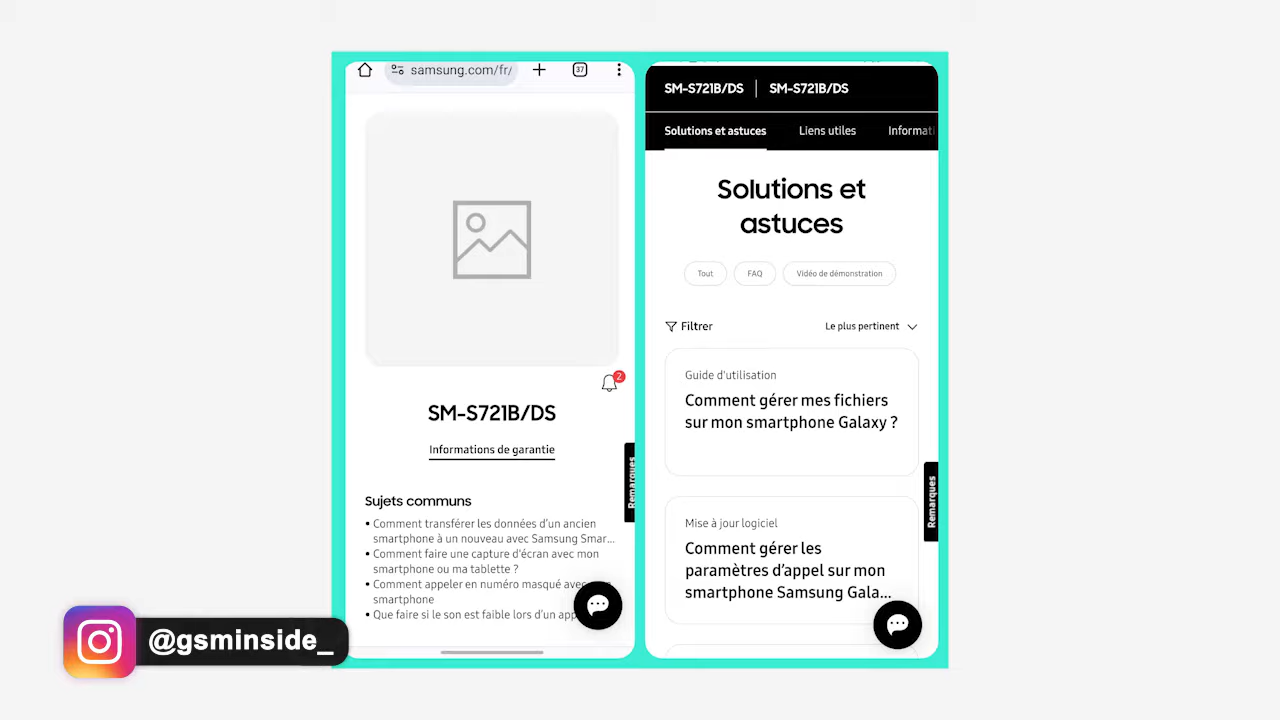 samsung.com/fr/
37
2
SM-S721B/DS
Informations de garantie
Remarques
Sujets communs
• Comment transférer les données d'un ancien
smartphone à un nouveau avec Samsung Smar...
• Comment faire une capture d'écran avec mon
smartphone ou ma tablette ?
• Comment appeler en numéro masqué
smartphone
• Que faire si le son est faible lors d'un
SM-S721B/DS | SM-S721B/DS
Solutions et astuces
Liens utiles
Informati
Solutions et
astuces
Tout
FAQ
Vidéo de démonstration
Filtrer
Le plus pertinent
Guide d'utilisation
Comment gérer mes fichiers
sur mon smartphone Galaxy ?
Remarques
Mise à jour logiciel
Comment gérer les
paramètres d'appel sur mon
smartphone Samsung Gala...
@gsminside_